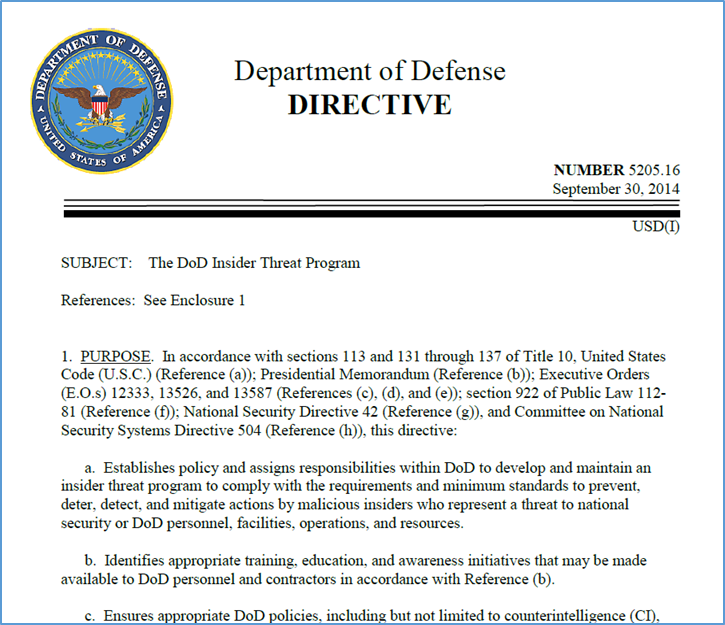 DEPARTMENT OF DEFENSE
UNITED STATES OF AMERICA
Department of Defense
DIRECTIVE
NUMBER 5205.16
September 30, 2014
USD(I)
SUBJECT: The DoD Insider Threat Program
References: See Enclosure 1
1. PURPOSE. In accordance with sections 113 and 131 through 137 of Title 10, United States
Code (U.S.C.) (Reference (a)); Presidential Memorandum (Reference (b)); Executive Orders
(E.O.s) 12333, 13526, and 13587 (References (c), (d), and (e)); section 922 of Public Law 112-
81 (Reference (f)); National Security Directive 42 (Reference (g)), and Committee on National
Security Systems Directive 504 (Reference (h)), this directive:
a. Establishes policy and assigns responsibilities within DoD to develop and maintain an
insider threat program to comply with the requirements and minimum standards to prevent,
deter, detect, and mitigate actions by malicious insiders who represent a threat to national
security or DoD personnel, facilities, operations, and resources.
b. Identifies appropriate training, education, and awareness initiatives that may be made
available to DoD personnel and contractors in accordance with Reference (b).
c. Ensures appropriate DoD policies, including but not limited to counterintelligence (CI),